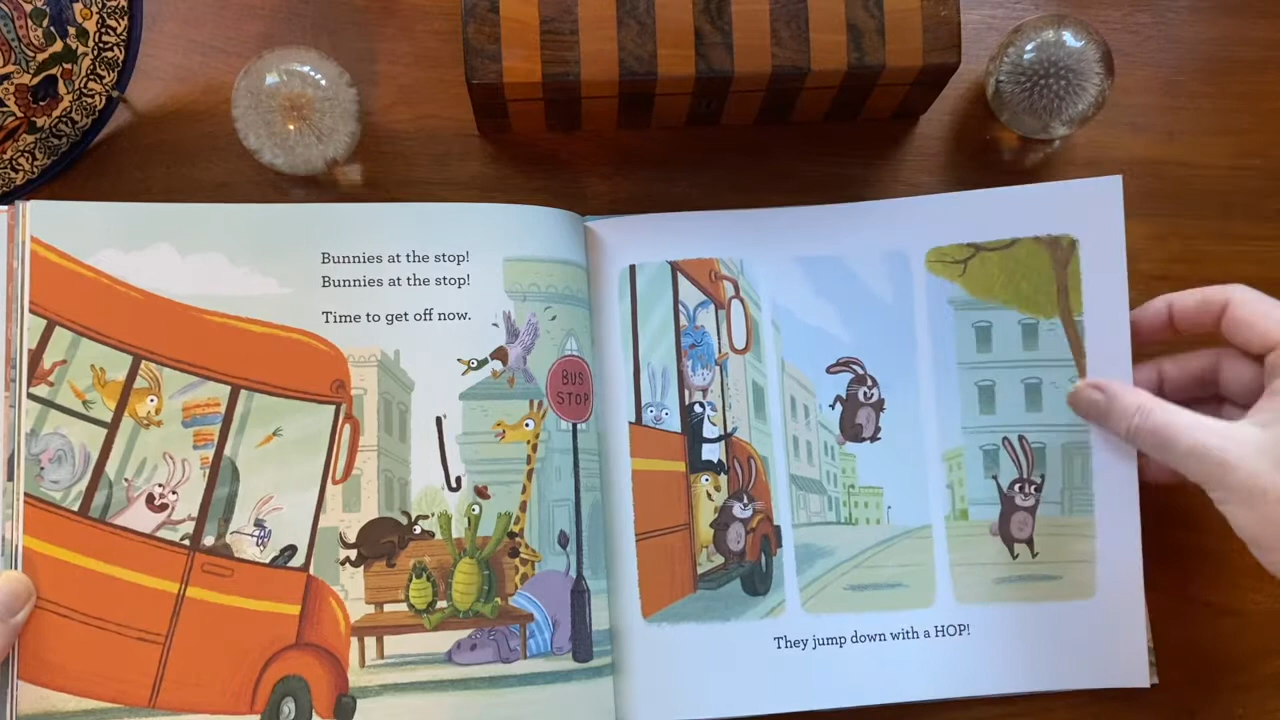 Bunnies at the stop!
Bunnies at the stop!
Time to get off now.
BUS
STOP
They jump down with a HOP!